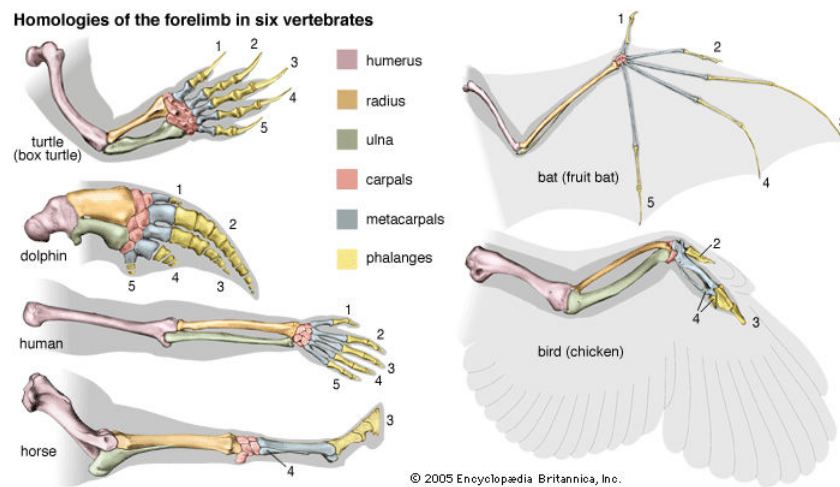 Homologies of the forelimb in six vertebrates
1
2
3
4
5
turtle
(box turtle)
humerus
radius
ulna
carpals
metacarpals
phalanges
1
2
3
4
5
dolphin
1
2
3
4
5
human
3
4
horse
1
2
4
5
bat (fruit bat)
2
3
4
bird (chicken)
© 2005 Encyclopædia Britannica, Inc.